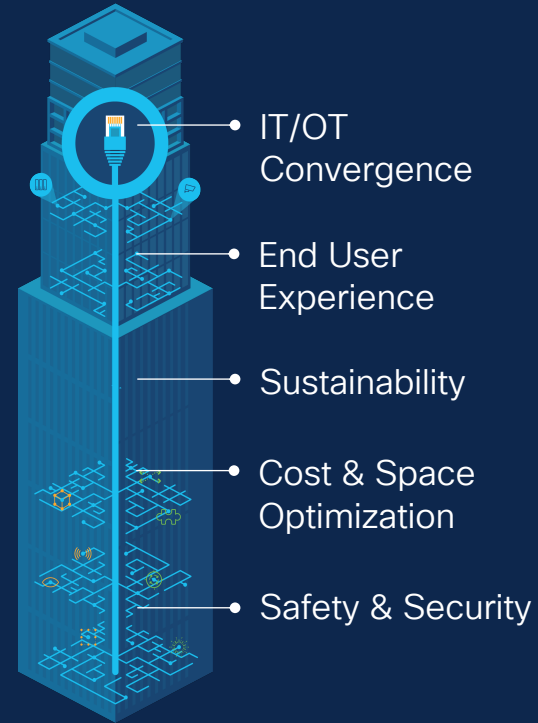 IT/OT
Convergence
End User
Experience
Sustainability
Cost & Space
Optimization
Safety & Security